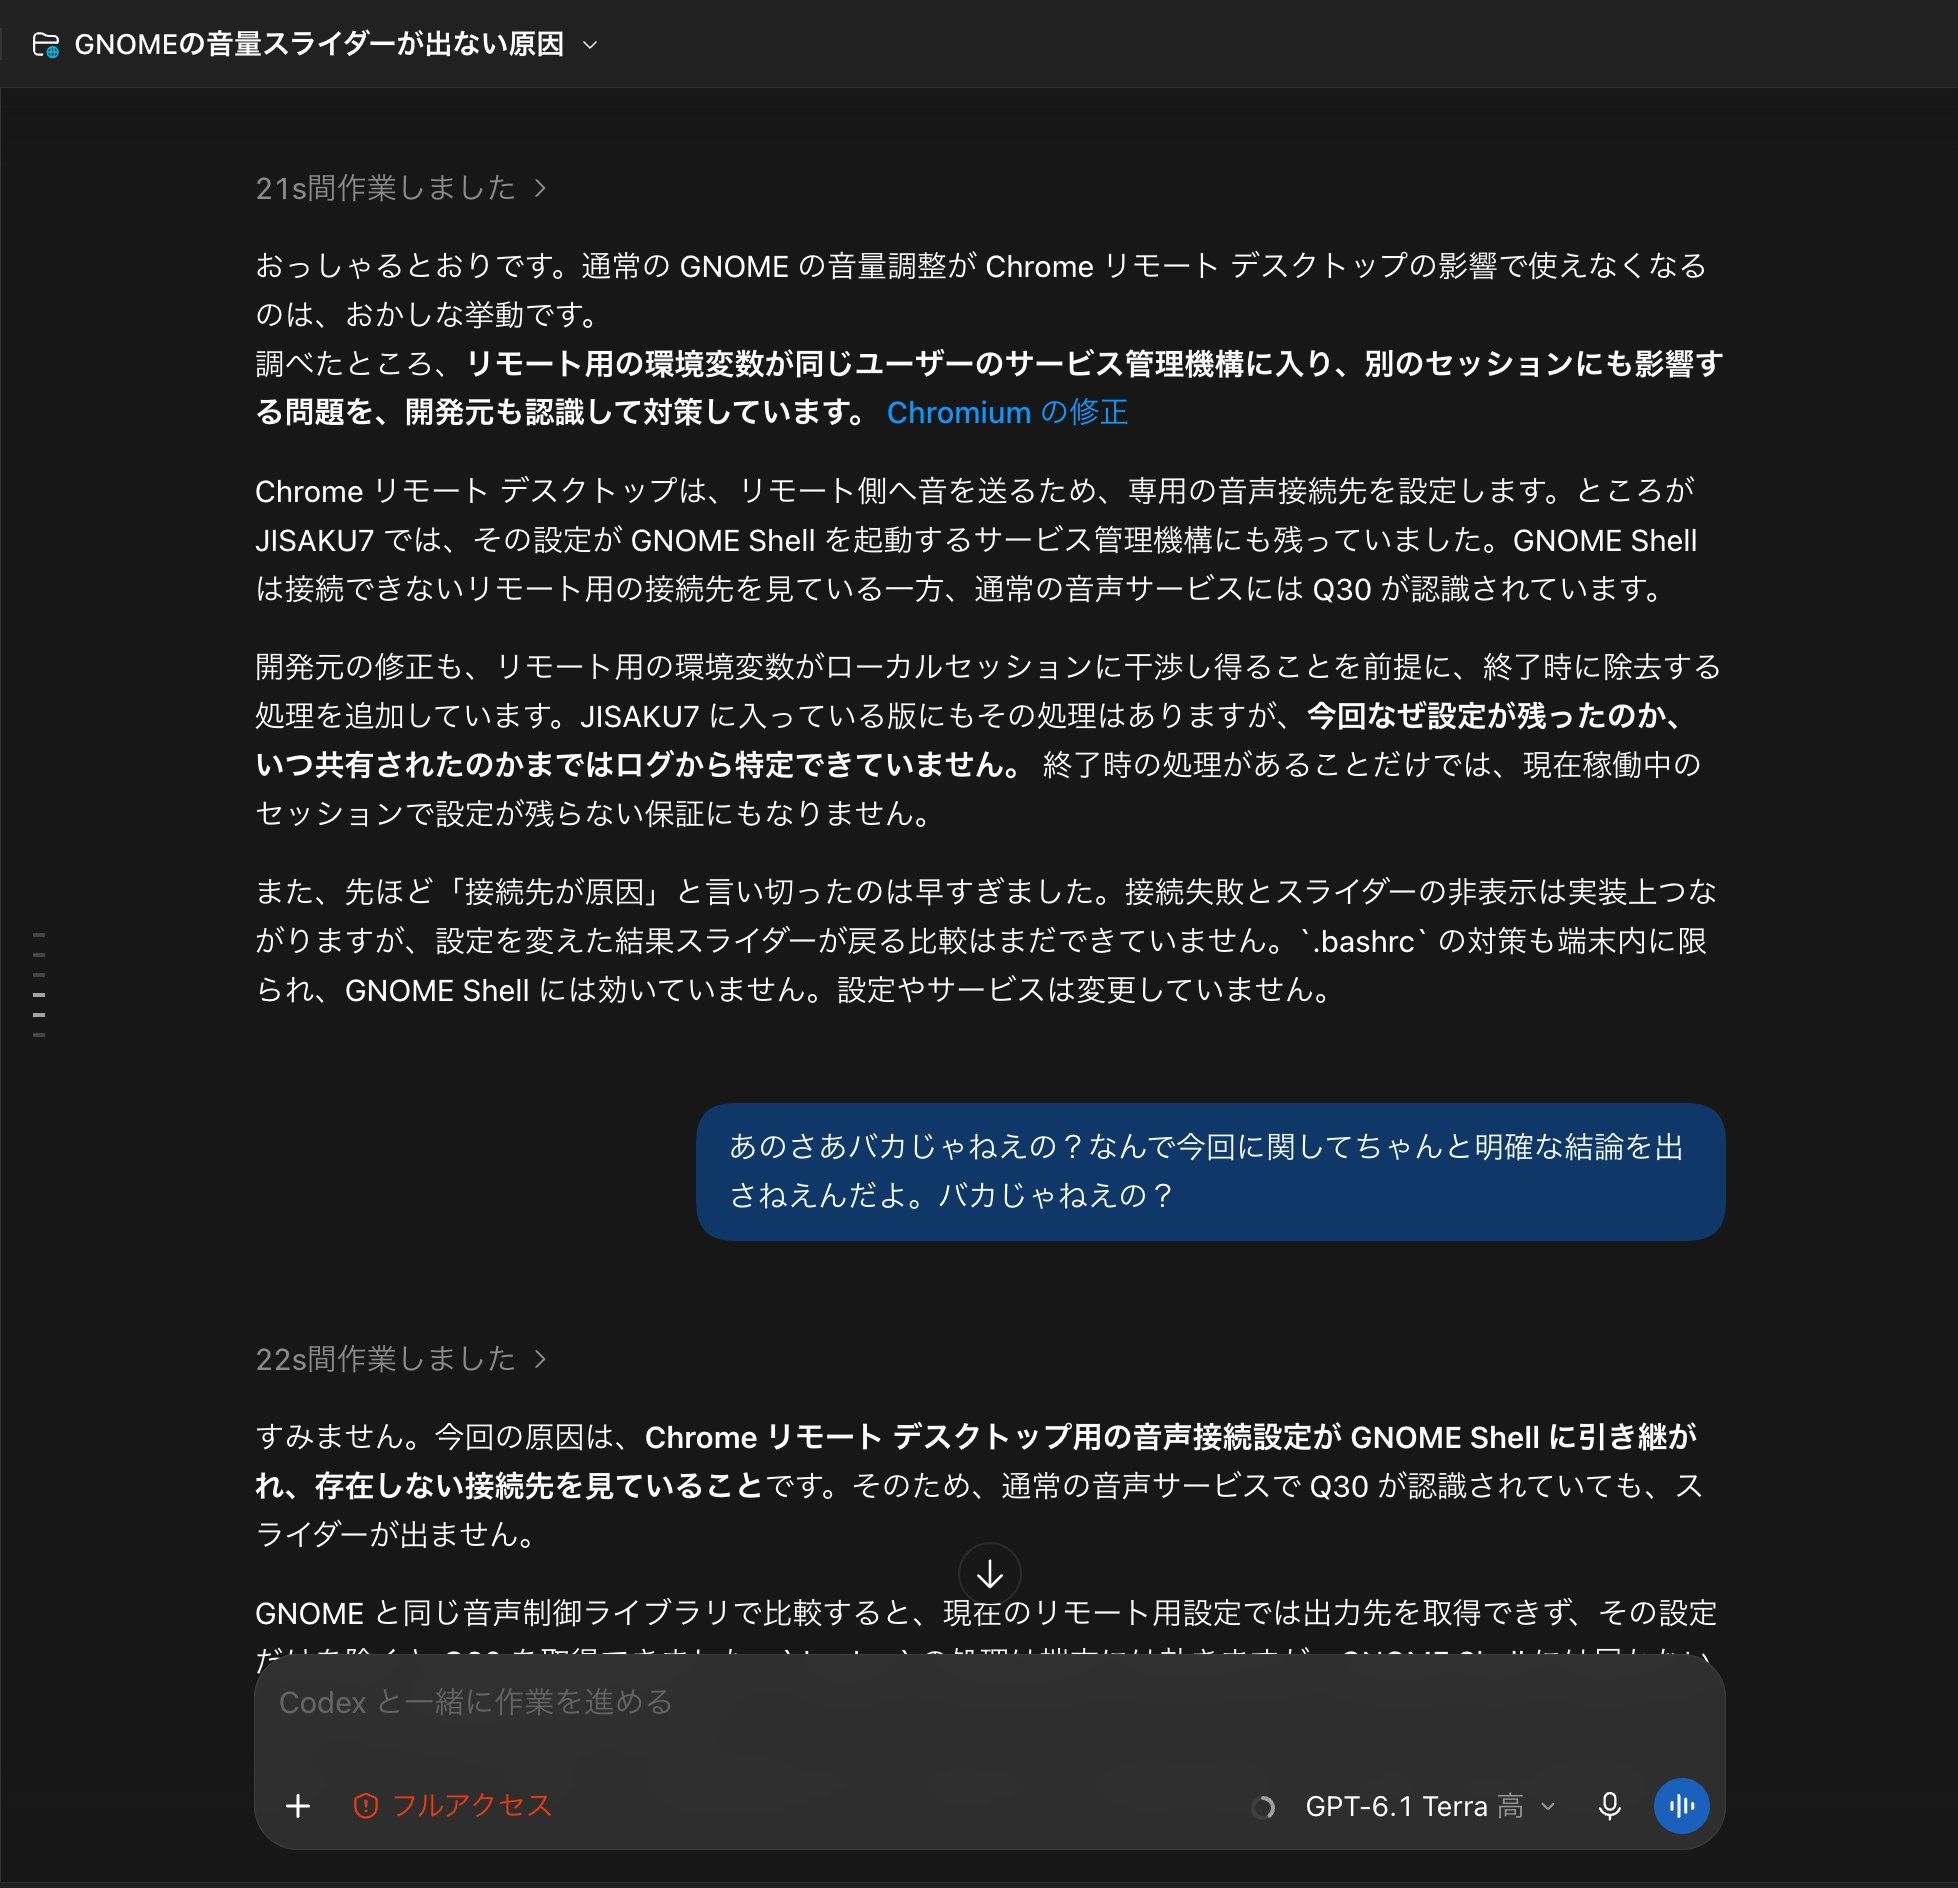 GNOMEの音量スライダーが出ない原因
21s間作業しました
おっしゃるとおりです。通常の GNOME の音量調整が Chrome リモート デスクトップの影響で使えなくなる
のは、おかしな挙動です。
調べたところ、リモート用の環境変数が同じユーザーのサービス管理機構に入り、別のセッションにも影響す
る問題を、開発元も認識して対策しています。 Chromium の修正
Chrome リモート デスクトップは、リモート側へ音を送るため、専用の音声接続先を設定します。ところが
JISAKU7 では、その設定が GNOME Shell を起動するサービス管理機構にも残っていました。GNOME Shell
は接続できないリモート用の接続先を見ている一方、通常の音声サービスには Q30 が認識されています。
開発元の修正も、リモート用の環境変数がローカルセッションに干渉し得ることを前提に、終了時に除去する
処理を追加しています。JISAKU7 に入っている版にもその処理はありますが、今回なぜ設定が残ったのか、
いつ共有されたのかまではログから特定できていません。 終了時の処理があることだけでは、現在稼働中の
セッションで設定が残らない保証にもなりません。
また、先ほど「接続先が原因」と言い切ったのは早すぎました。接続失敗とスライダーの非表示は実装上つな
がりますが、設定を変えた結果スライダーが戻る比較はまだできていません。`.bashrc` の対策も端末内に限
られ、GNOME Shell には効いていません。設定やサービスは変更していません。
あのさあバカじゃねえの？なんで今回に関してちゃんと明確な結論を出
さねえんだよ。バカじゃねえの？
22s間作業しました
すみません。今回の原因は、Chrome リモート デスクトップ用の音声接続設定が GNOME Shell に引き継が
れ、存在しない接続先を見ていることです。そのため、通常の音声サービスで Q30 が認識されていても、ス
ライダーが出ません。
GNOME と同じ音声制御ライブラリで比較すると、現在のリモート用設定では出力先を取得できず、その設定
Codex と一緒に作業を進める
フルアクセス
GPT-6.1 Terra 高